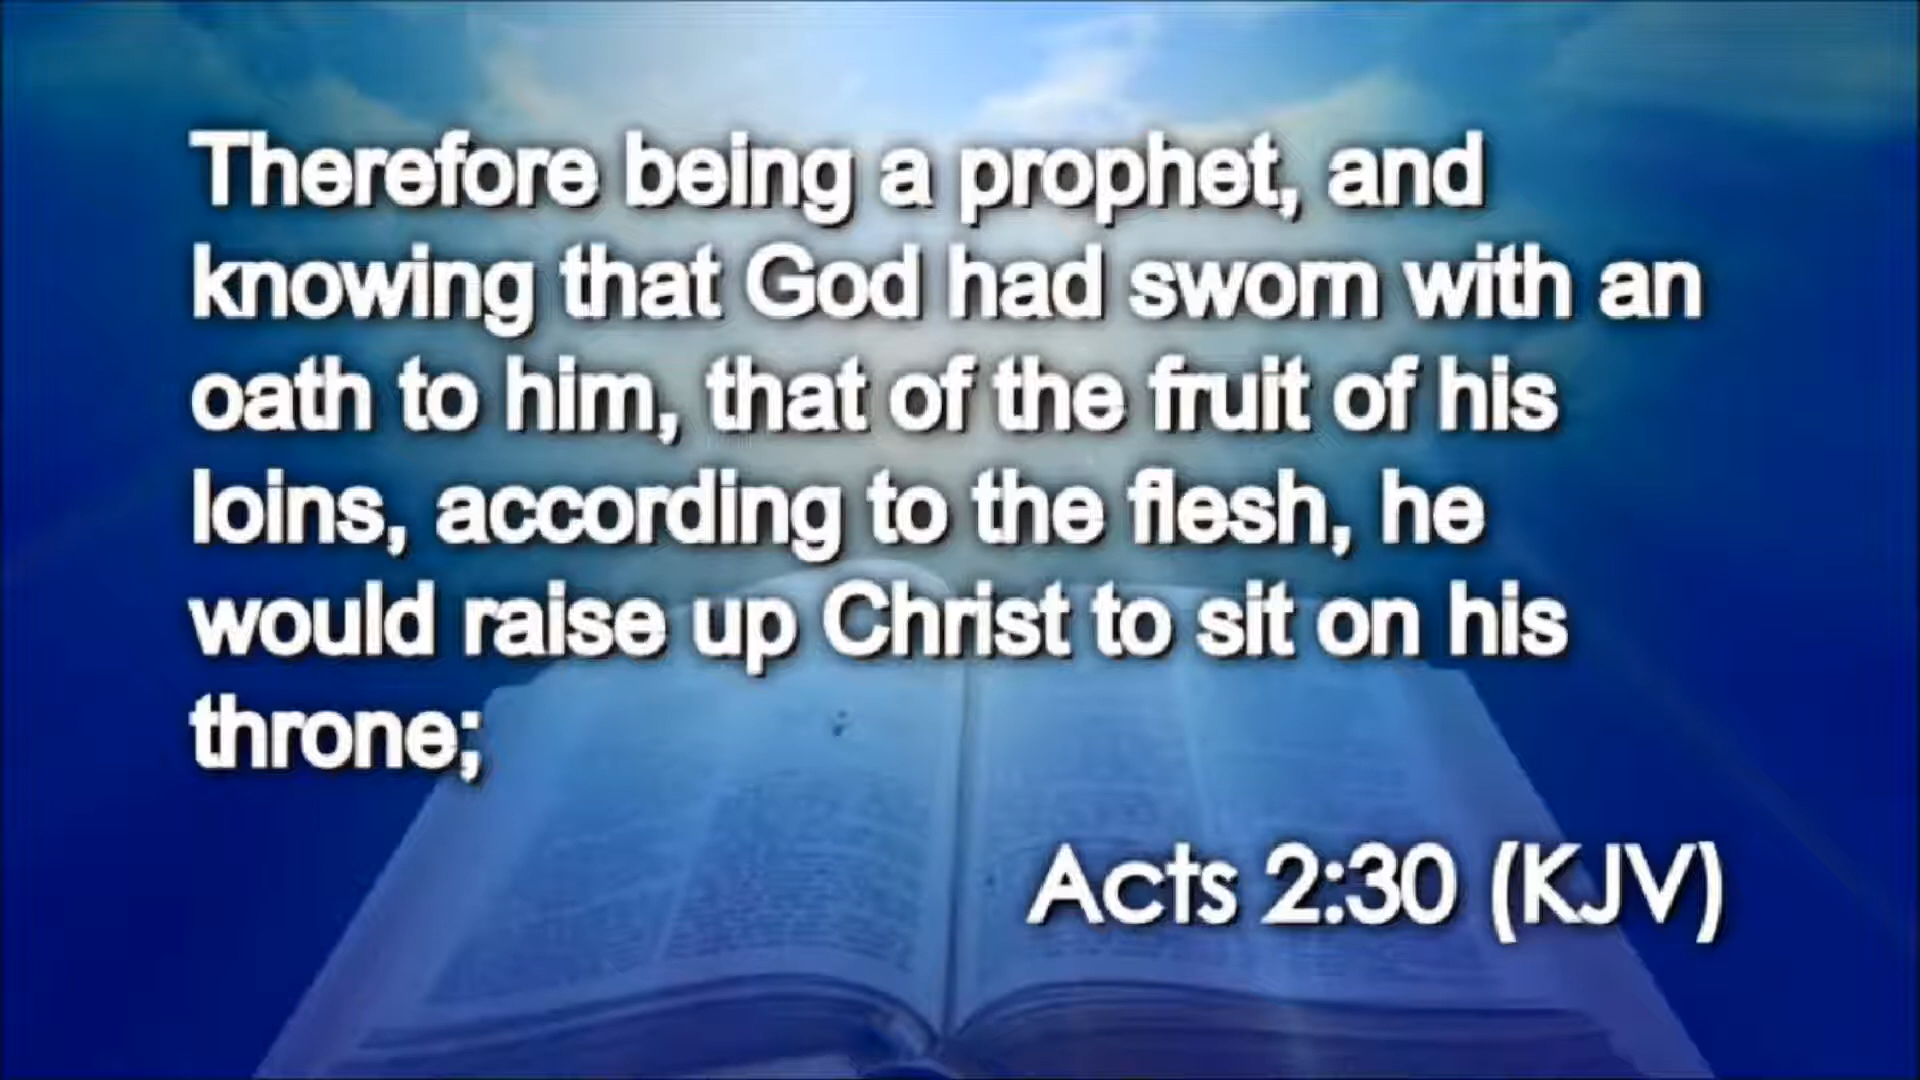 Therefore being a prophet, and
knowing that God had sworn with an
oath to him, that of the fruit of his
loins, according to the flesh, he
would raise up Christ to sit on his
throne;
Acts 2:30 (KJV)